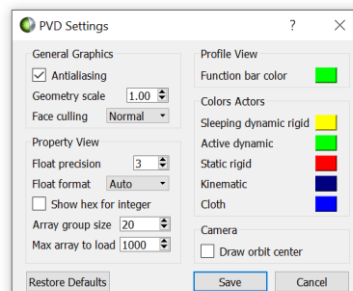 PVD Settings
General Graphics
Antialiasing
Geometry scale 1.00
Face culling Normal
Property View
Float precision 3
Float format Auto
Show hex for integer
Array group size 20
Max array to load 1000
Profile View
Function bar color
Colors Actors
Sleeping dynamic rigid
Active dynamic
Static rigid
Kinematic
Cloth
Camera
Draw orbit center
Restore Defaults Save Cancel